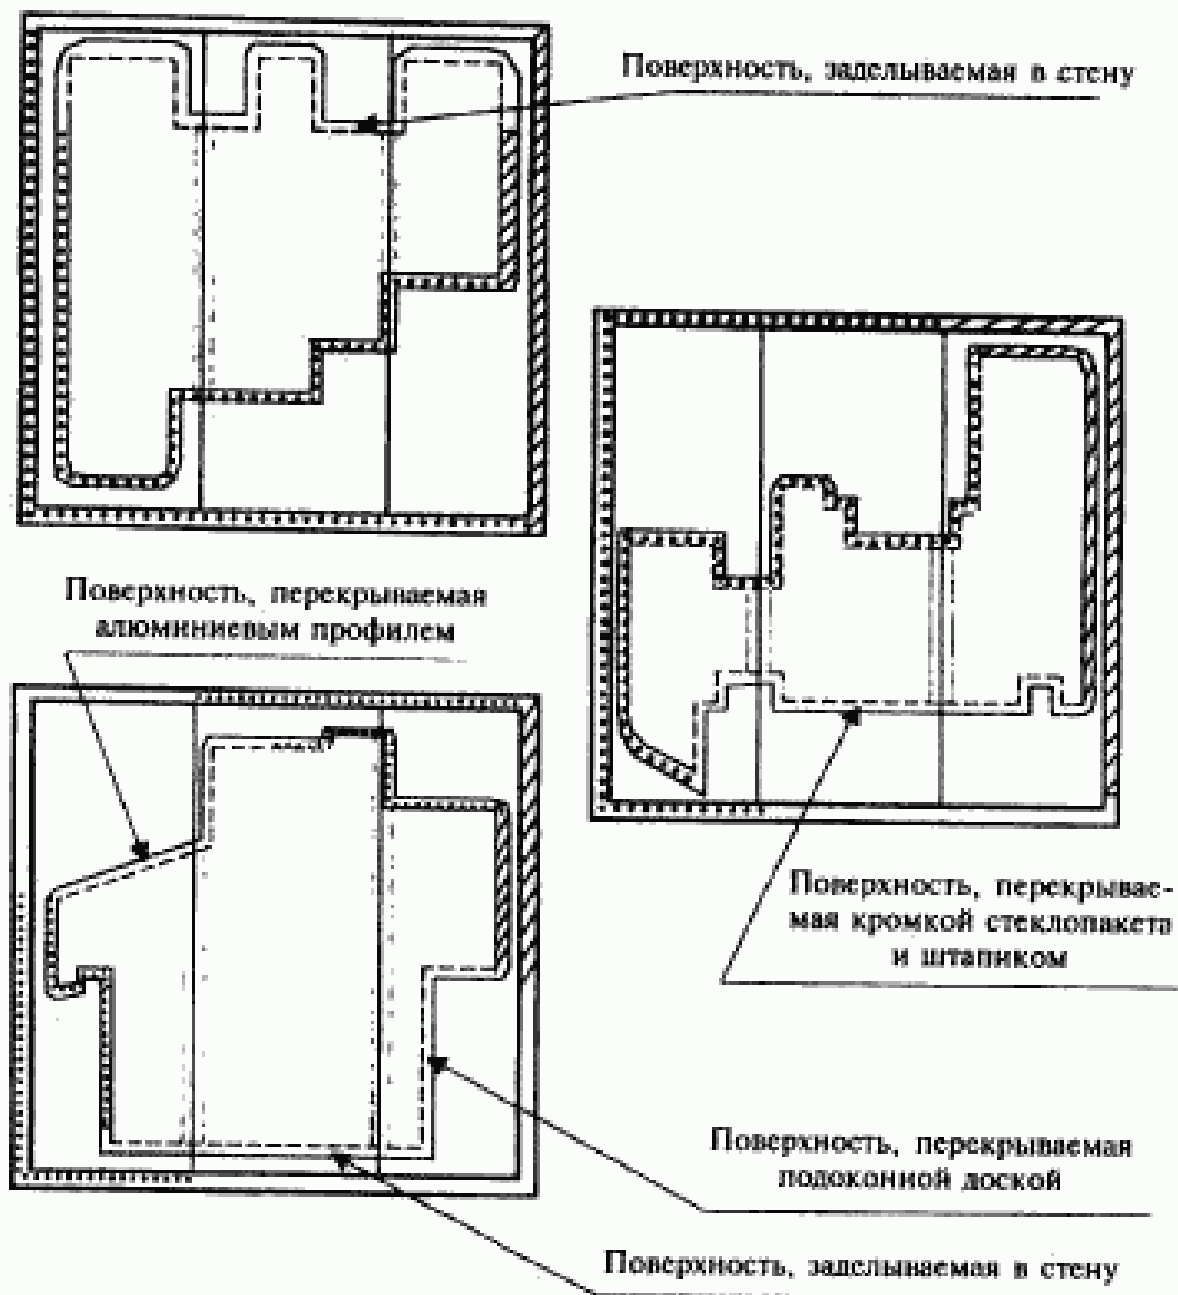 Поверхность, заделываемая в стену
Поверхность, перекрываемая
алюминиевым профилем
Поверхность, перекрывае-
мая кромкой стеклопакета
и штапиком
Поверхность, перекрываемая
подоконной доской
Поверхность, заделываемая в стену